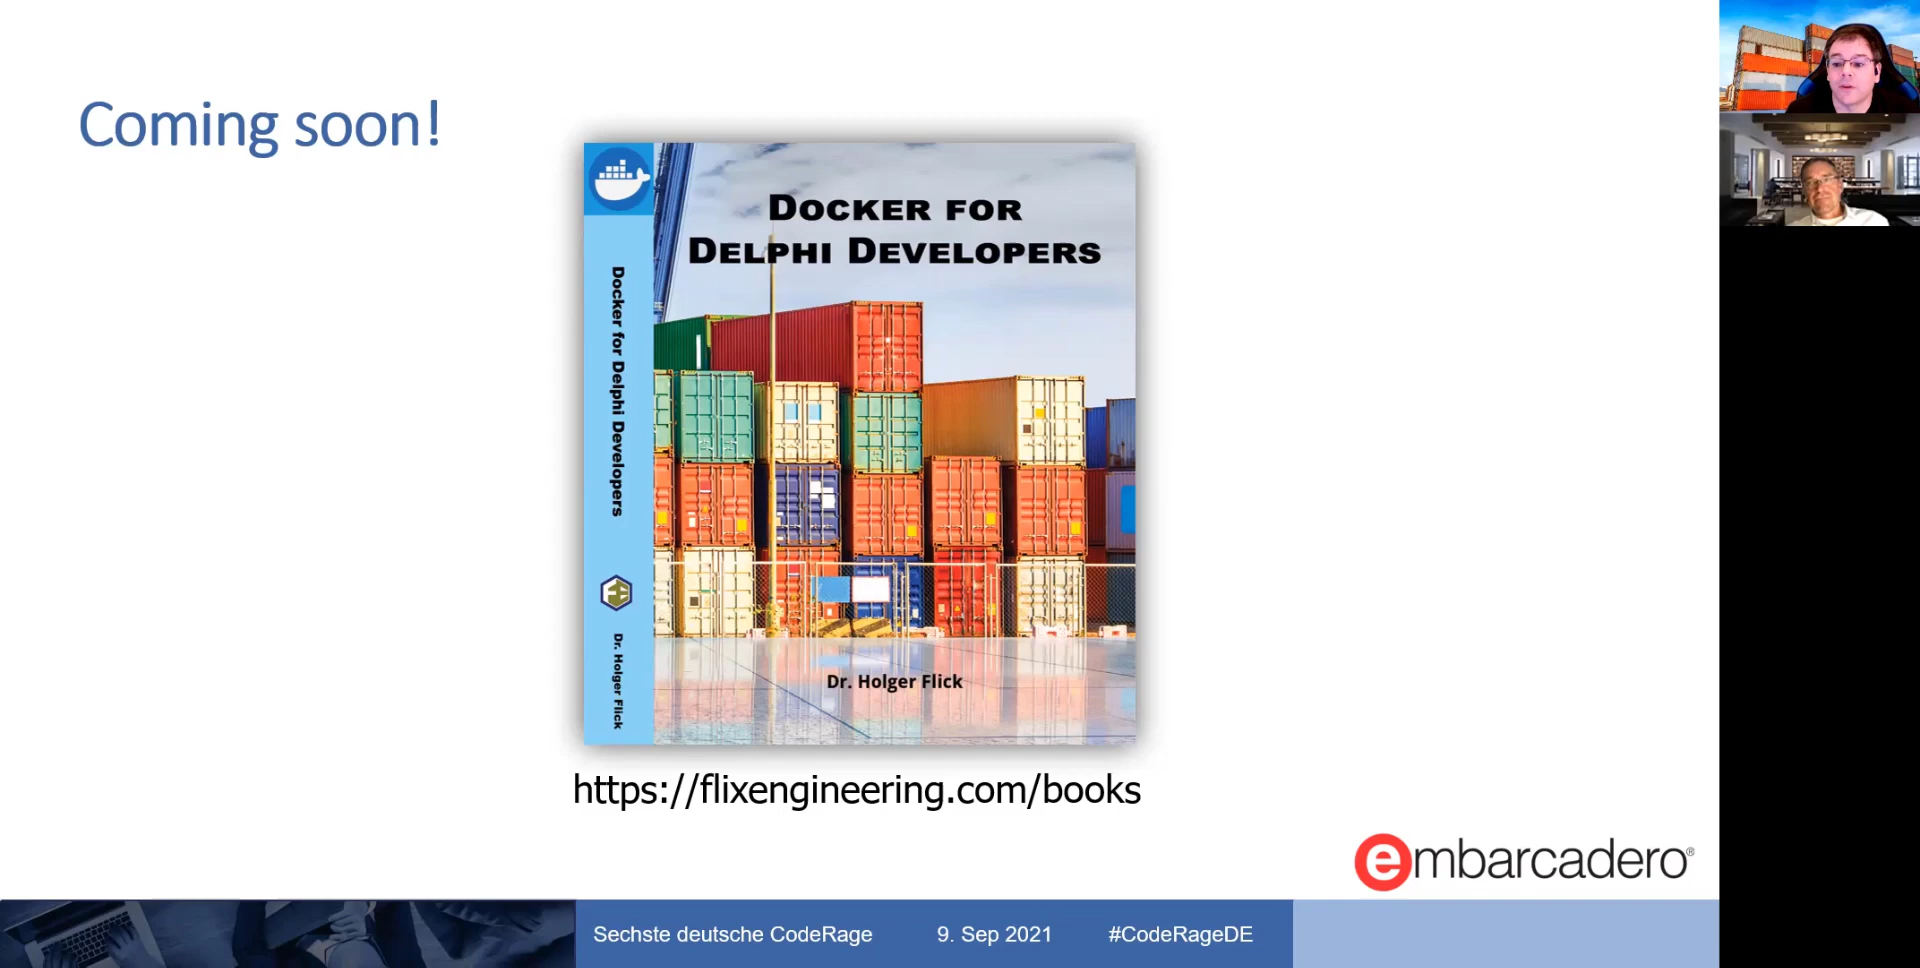 Coming soon!
DOCKER FOR
DELPHI DEVELOPERS
Docker for Delphi Developers
Dr. Holger Flick
Dr. Holger Flick
https://flixengineering.com/books
embarcadero®
Sechste deutsche CodeRage
9. Sep 2021
#CodeRageDE